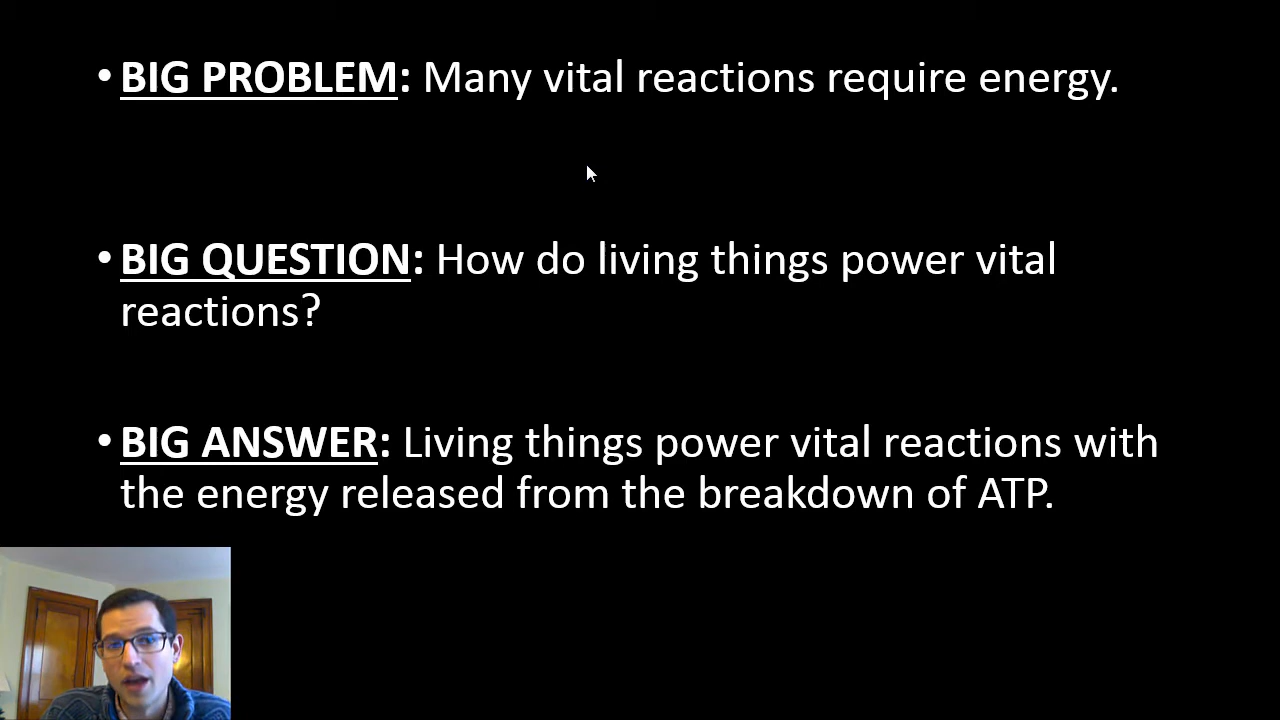 • BIG PROBLEM: Many vital reactions require energy.
• BIG QUESTION: How do living things power vital
reactions?
• BIG ANSWER: Living things power vital reactions with
the energy released from the breakdown of ATP.